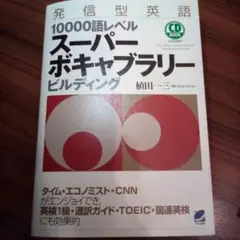 発信型英語
10000語レベル
スーパー
ボキャブラリー
ビルディング
植田一三
CD
タイム・エコノミスト・CNN
がエンジョイでき、
英検1級・通訳ガイド・TOEIC・国連英検
にも効果的